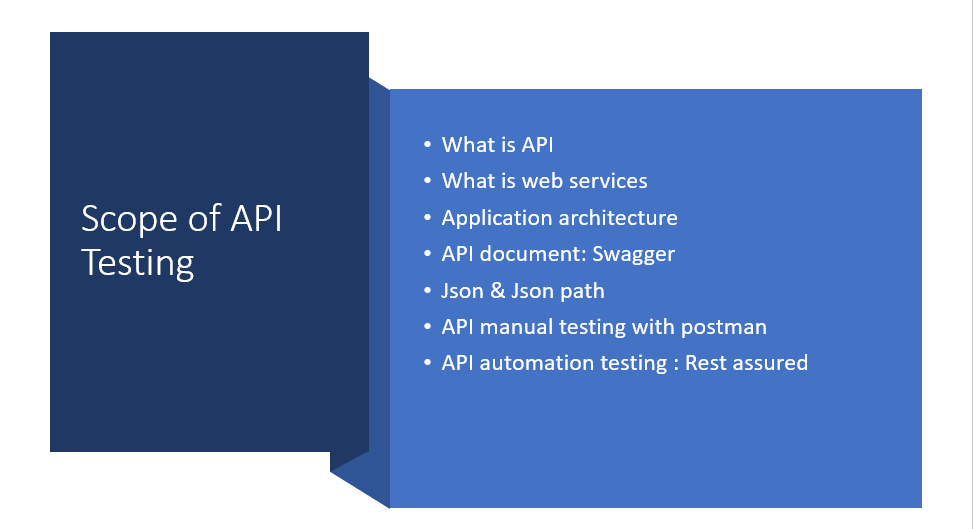 Scope of API
Testing
• What is API
• What is web services
• Application architecture
• API document: Swagger
• Json & Json path
• API manual testing with postman
• API automation testing : Rest assured